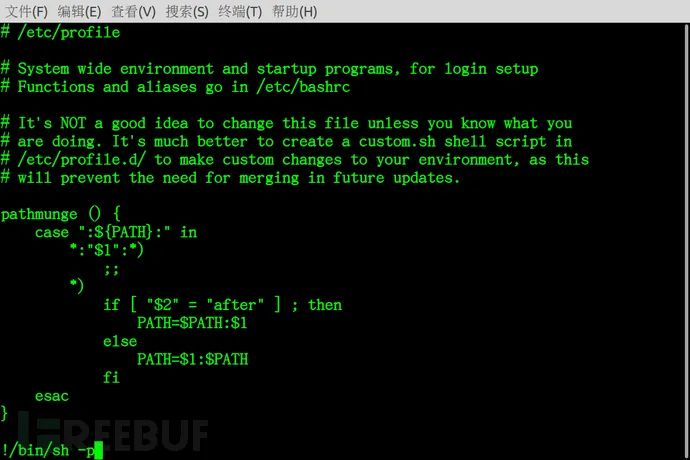 文件(F) 编辑(E) 查看(V) 搜索(S) 终端(T) 帮助(H)
# /etc/profile
# System wide environment and startup programs, for login setup
# Functions and aliases go in /etc/bashrc
# It's NOT a good idea to change this file unless you know what you
# are doing. It's much better to create a custom.sh shell script in
# /etc/profile.d/ to make custom changes to your environment, as this
# will prevent the need for merging in future updates.
pathmunge () {
    case ":${PATH}:" in
        *:"$1":*)
            ;;
        *)
            if [ "$2" = "after" ] ; then
                PATH=$PATH:$1
            else
                PATH=$1:$PATH
            fi
    esac
}
FREEBUF
!/bin/sh -p